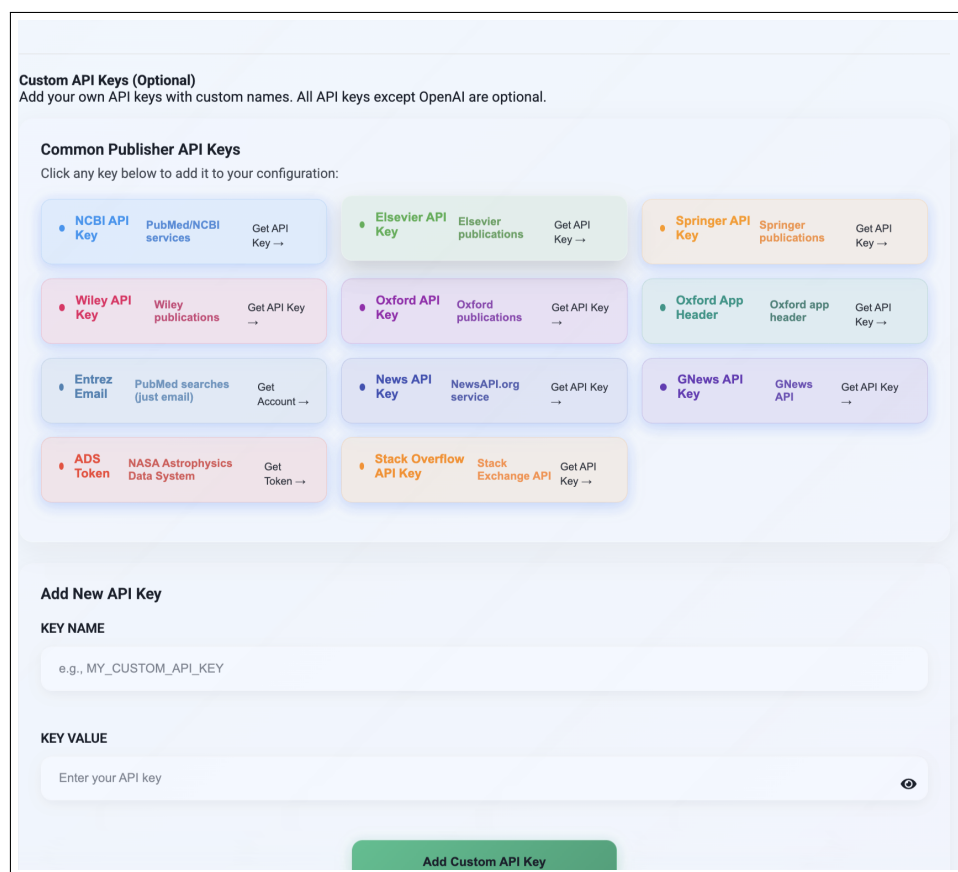 Custom API Keys (Optional)
Add your own API keys with custom names. All API keys except OpenAI are optional.
Common Publisher API Keys
Click any key below to add it to your configuration:
NCBI API
Key
PubMed/NCBI
services
Get API
Key →
Elsevier API
Key
Elsevier
publications
Get API
Key →
Springer API
Key
Springer
publications
Get API
Key →
Wiley API
Key
Wiley
publications
Get API Key
→
Oxford API
Key
Oxford
publications
Get API Key
→
Oxford App
Header
Oxford app
header
Get API
Key →
Entrez
Email
PubMed searches
(just email)
Get
Account →
News API
Key
NewsAPI.org
service
Get API Key
→
GNews API
Key
GNews
API
Get API Key
→
ADS
Token
NASA Astrophysics
Data System
Get
Token →
Stack Overflow
API Key
Stack
Exchange API
Get API
Key →
Add New API Key
KEY NAME
e.g., MY_CUSTOM_API_KEY
KEY VALUE
Enter your API key
Add Custom API Key